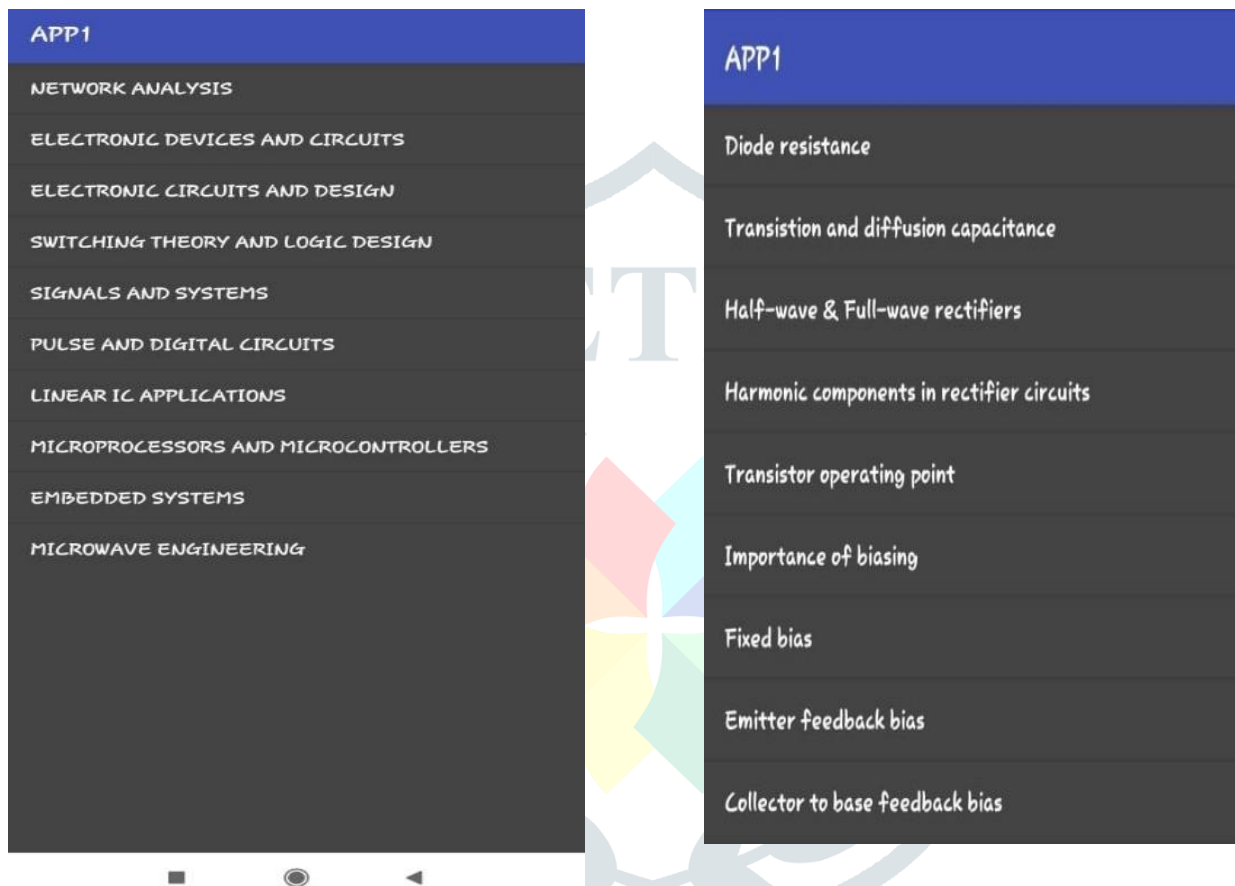 APP1
NETWORK ANALYSIS
ELECTRONIC DEVICES AND CIRCUITS
ELECTRONIC CIRCUITS AND DESIGN
SWITCHING THEORY AND LOGIC DESIGN
SIGNALS AND SYSTEMS
PULSE AND DIGITAL CIRCUITS
LINEAR IC APPLICATIONS
MICROPROCESSORS AND MICROCONTROLLERS
EMBEDDED SYSTEMS
MICROWAVE ENGINEERING
APP1
Diode resistance
Transistion and diffusion capacitance
Half-wave & Full-wave rectifiers
Harmonic components in rectifier circuits
Transistor operating point
Importance of biasing
Fixed bias
Emitter feedback bias
Collector to base feedback bias